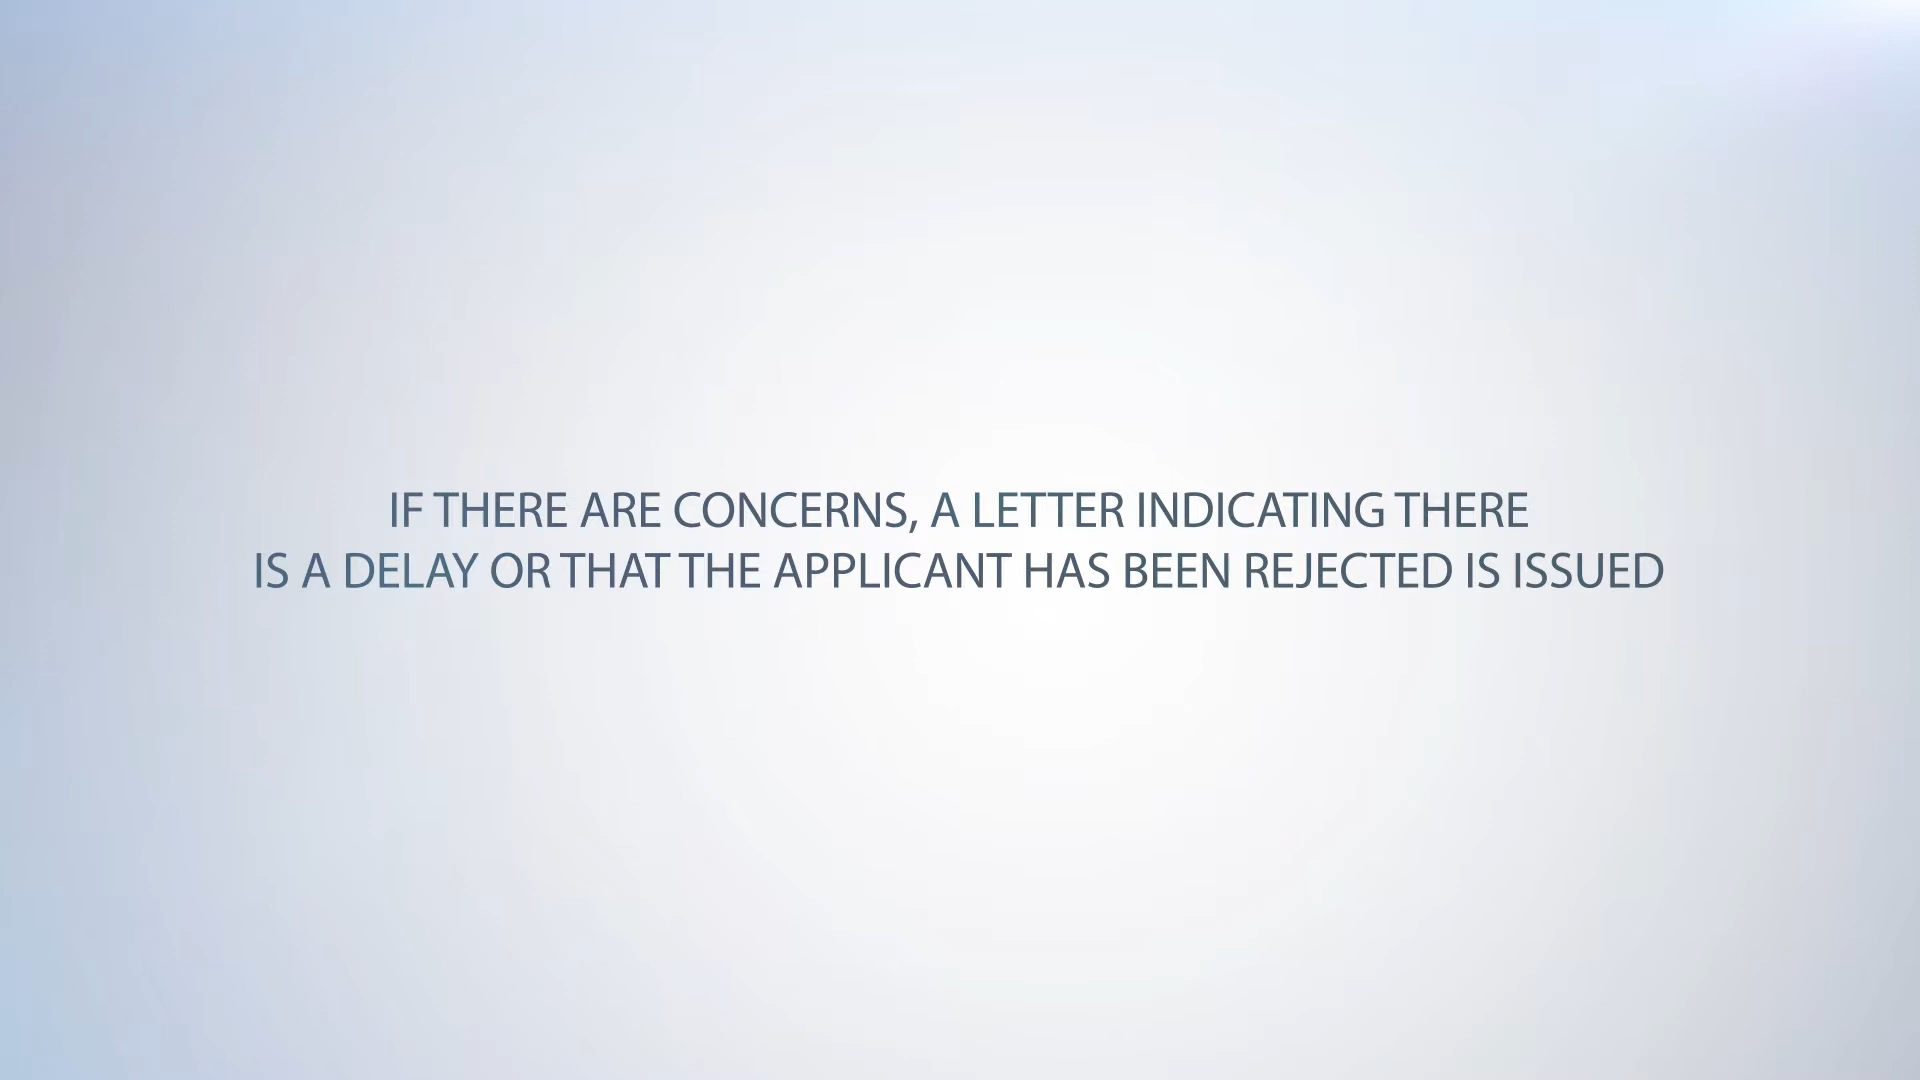 IF THERE ARE CONCERNS, A LETTER INDICATING THERE
IS A DELAY OR THAT THE APPLICANT HAS BEEN REJECTED IS ISSUED